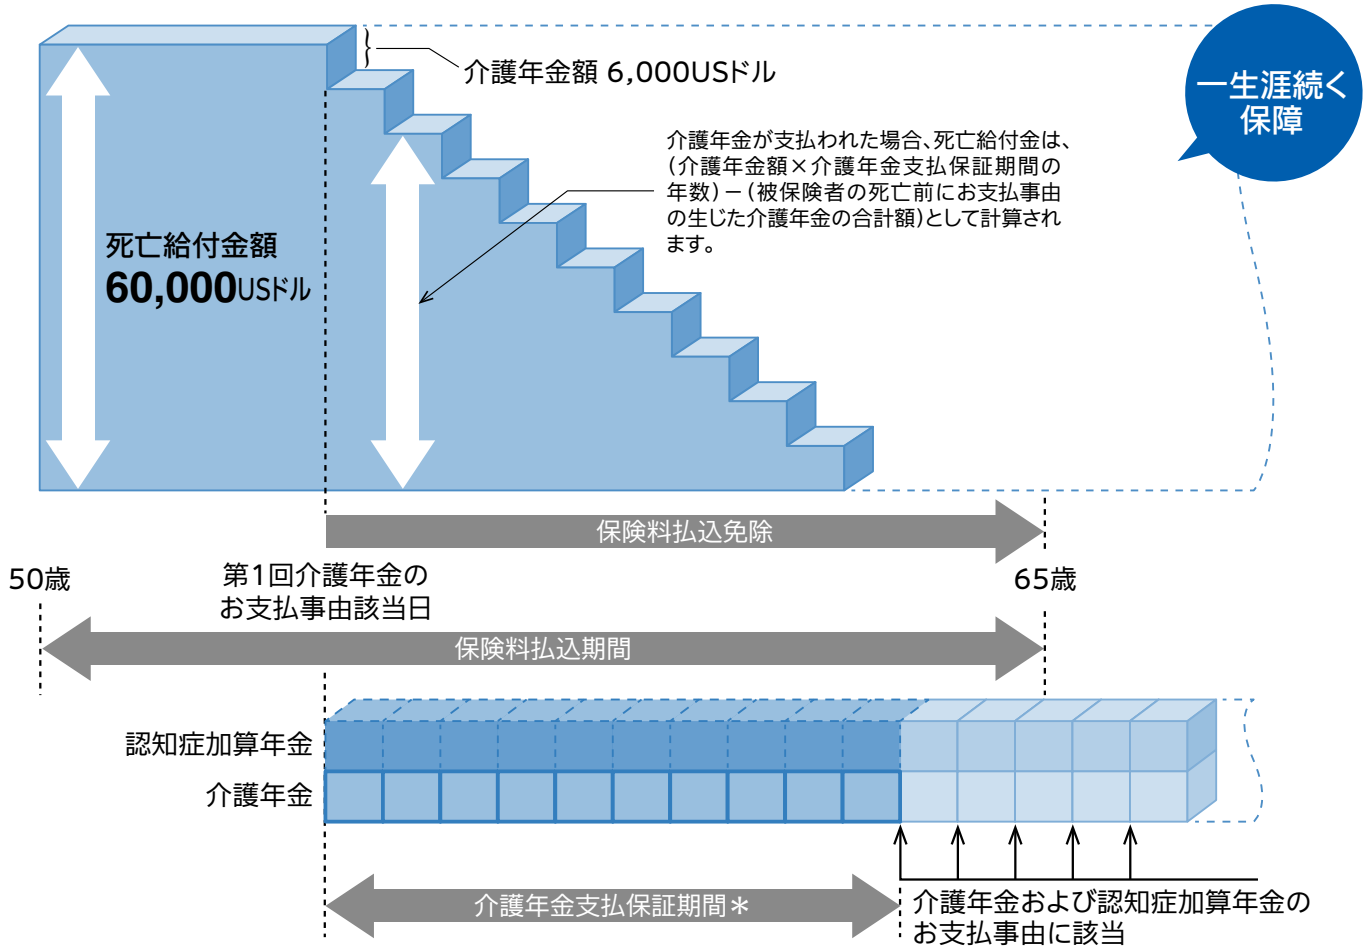 介護年金額 6,000USドル
一生涯続く
保障
介護年金が支払われた場合、死亡給付金は、
(介護年金額×介護年金支払保証期間の
年数)－(被保険者の死亡前にお支払事由
の生じた介護年金の合計額)として計算され
ます。
死亡給付金額
60,000USドル
保険料払込免除
50歳
第1回介護年金の
お支払事由該当日
65歳
保険料払込期間
認知症加算年金
介護年金
介護年金支払保証期間＊
介護年金および認知症加算年金の
お支払事由に該当